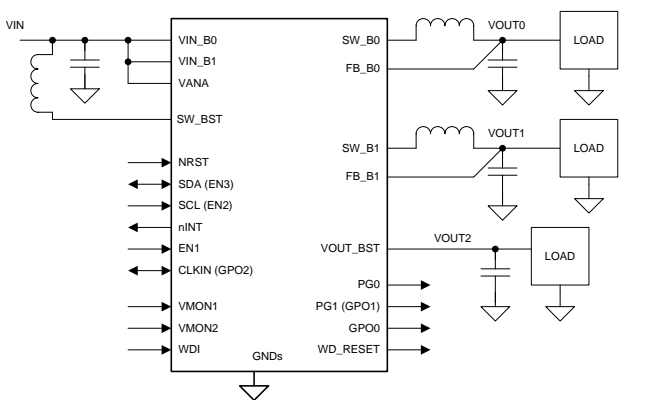 VIN
VIN_B0
VIN_B1
VANA
SW_BST
NRST
SDA (EN3)
SCL (EN2)
nINT
EN1
CLKIN (GPO2)
VMON1
VMON2
WDI
GNDs
SW_B0
FB_B0
SW_B1
FB_B1
VOUT_BST
PG0
PG1 (GPO1)
GPO0
WD_RESET
VOUT0
LOAD
VOUT1
LOAD
VOUT2
LOAD